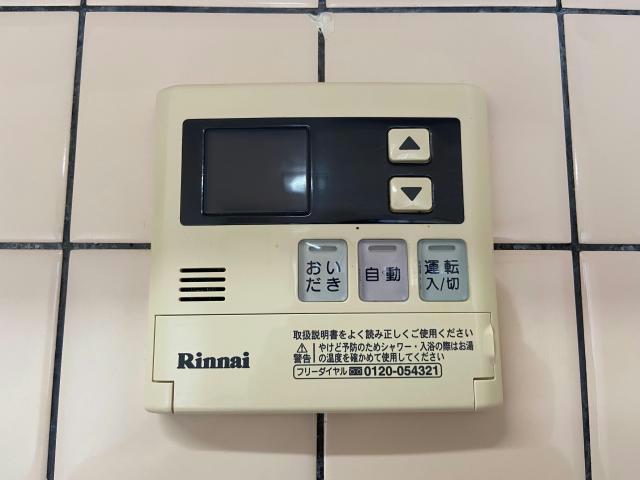 おい
だき
自動
運転
入/切
取扱説明書をよく読み正しくご使用ください
警告
やけど予防のためシャワー・入浴の際はお湯
の温度を確かめて使用してください
フリーダイヤル 0120-054321
Rinnai